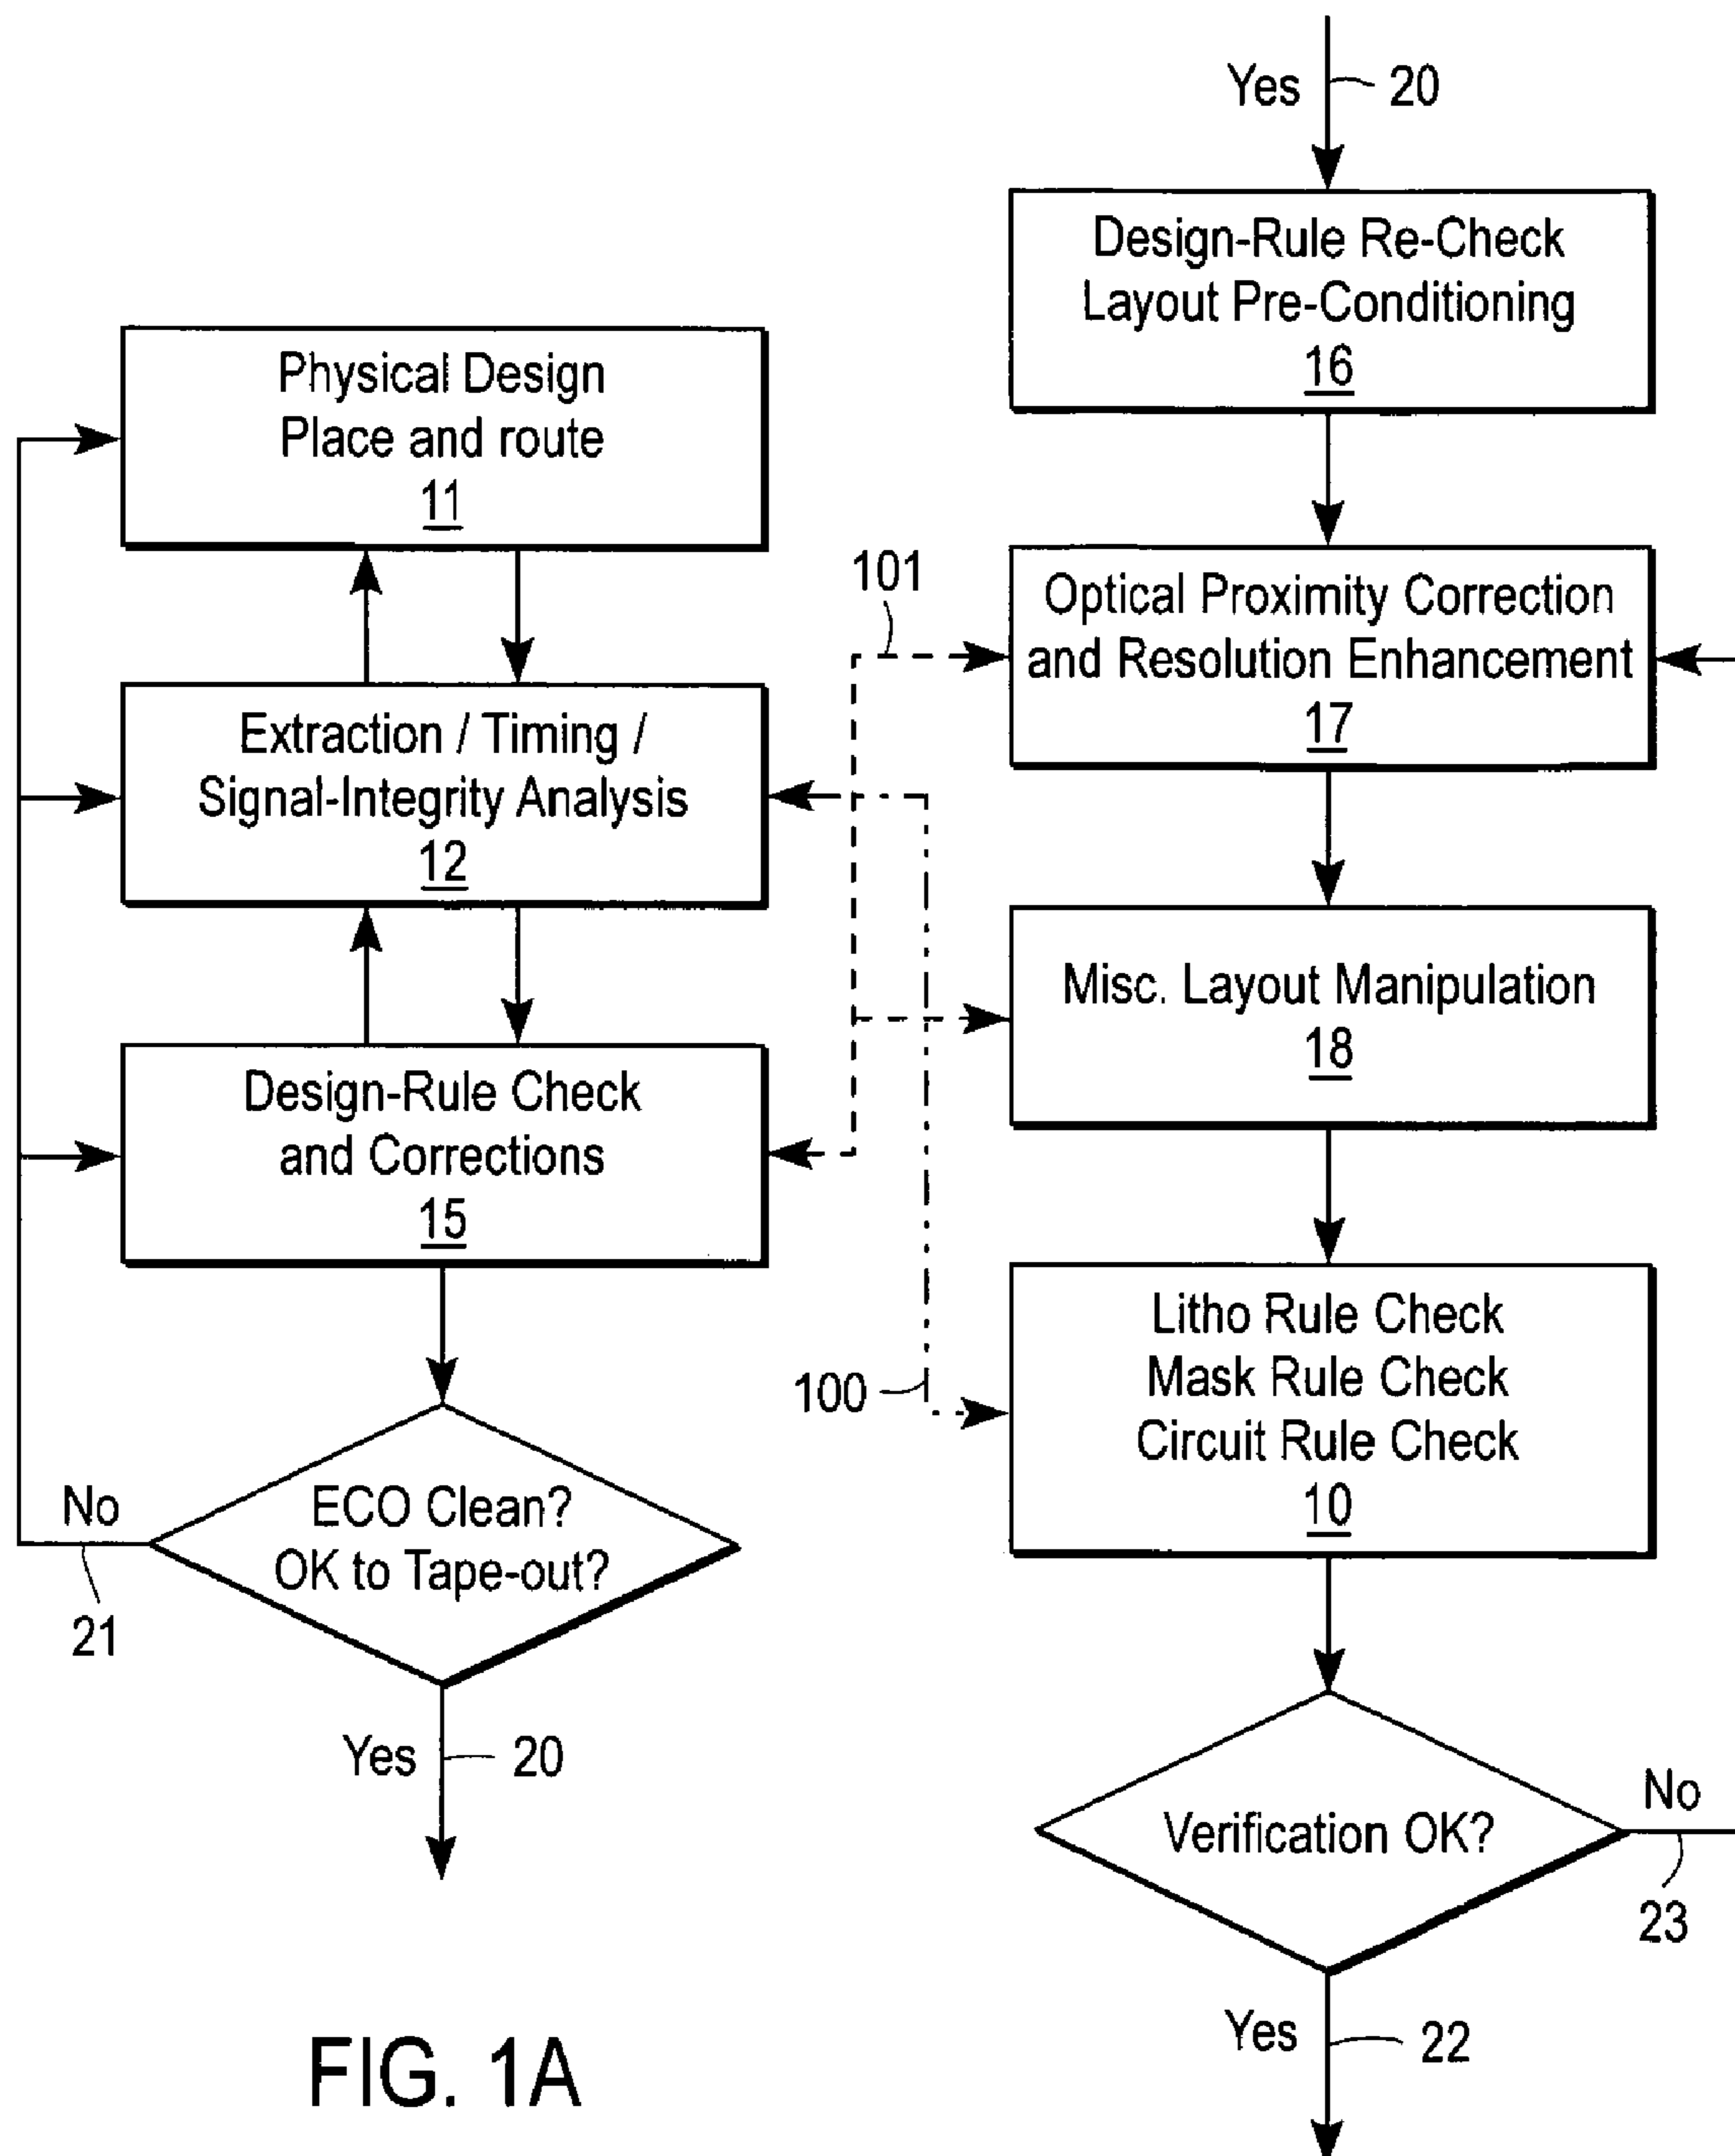 Physical Design
Place and route
11
Extraction / Timing /
Signal-Integrity Analysis
12
Design-Rule Check
and Corrections
15
ECO Clean?
OK to Tape-out?
No
21
Yes
20
FIG. 1A
101
100
Yes
20
Design-Rule Re-Check
Layout Pre-Conditioning
16
Optical Proximity Correction
and Resolution Enhancement
17
Misc. Layout Manipulation
18
Litho Rule Check
Mask Rule Check
Circuit Rule Check
10
Verification OK?
No
23
Yes
22